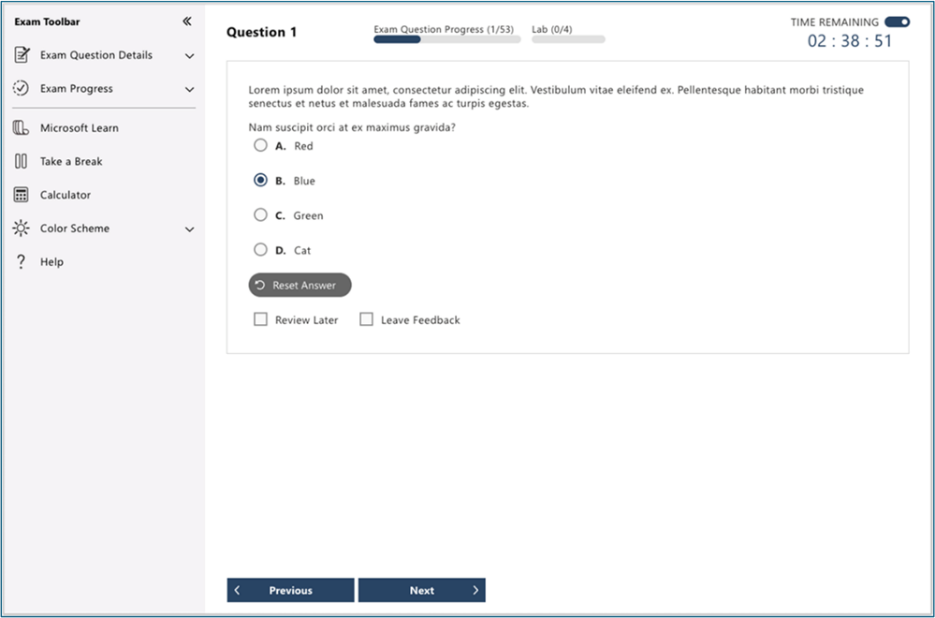 Exam Toolbar
Exam Question Details
Exam Progress
Microsoft Learn
Take a Break
Calculator
Color Scheme
? Help
Question 1
Exam Question Progress (1/53)
Lab (0/4)
TIME REMAINING
02 : 38 : 51
Lorem ipsum dolor sit amet, consectetur adipiscing elit. Vestibulum vitae eleifend ex. Pellentesque habitant morbi tristique
senectus et netus et malesuada fames ac turpis egestas.
Nam suscipit orci at ex maximus gravida?
A. Red
B. Blue
C. Green
D. Cat
Reset Answer
Review Later
Leave Feedback
Previous
Next